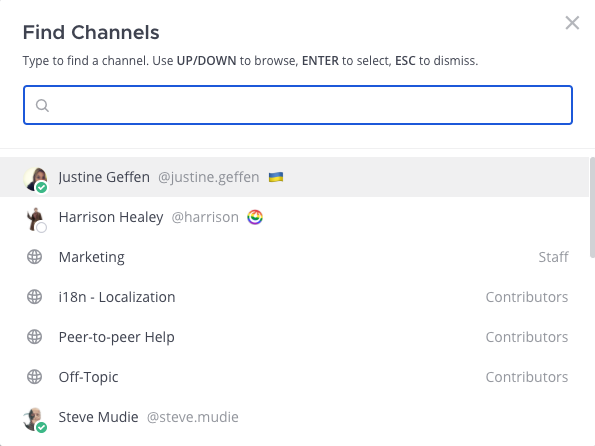 Find Channels
Type to find a channel. Use UP/DOWN to browse, ENTER to select, ESC to dismiss.
Justine Geffen @justine.geffen
Harrison Healey @harrison
Marketing Staff
i18n - Localization Contributors
Peer-to-peer Help Contributors
Off-Topic Contributors
Steve Mudie @steve.mudie